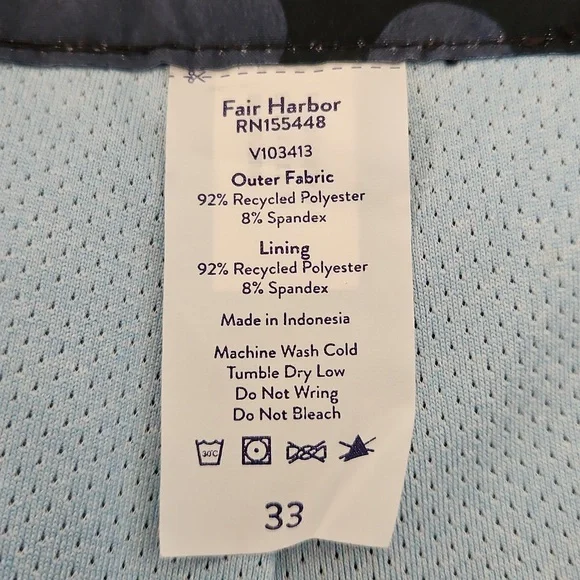 Fair Harbor
RN155448
V103413
Outer Fabric
92% Recycled Polyester
8% Spandex
Lining
92% Recycled Polyester
8% Spandex
Made in Indonesia
Machine Wash Cold
Tumble Dry Low
Do Not Wring
Do Not Bleach
30°C
33